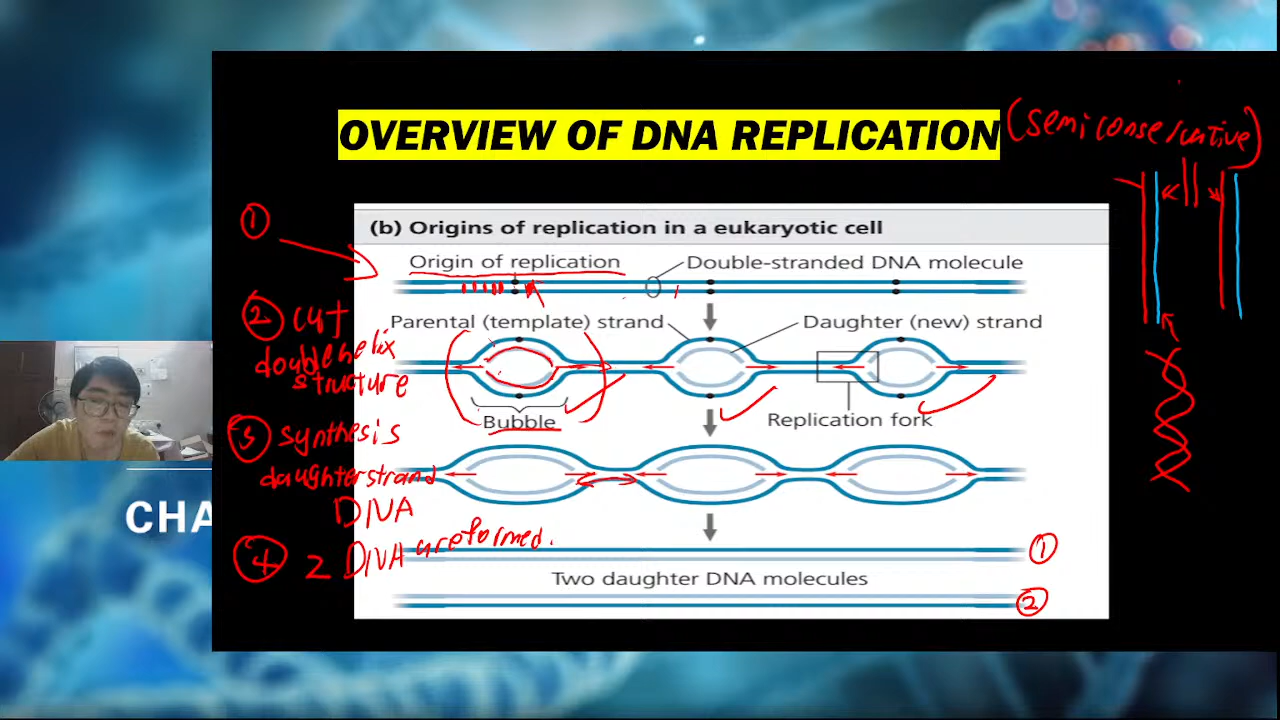 OVERVIEW OF DNA REPLICATION
(semiconservative)
①
(b) Origins of replication in a eukaryotic cell
Origin of replication
Double-stranded DNA molecule
② cut
double helix
structure
Parental (template) strand
Daughter (new) strand
Bubble
Replication fork
③ synthesis
daughter strand
DNA
CHA
④ 2 DNA are formed.
①
Two daughter DNA molecules
②